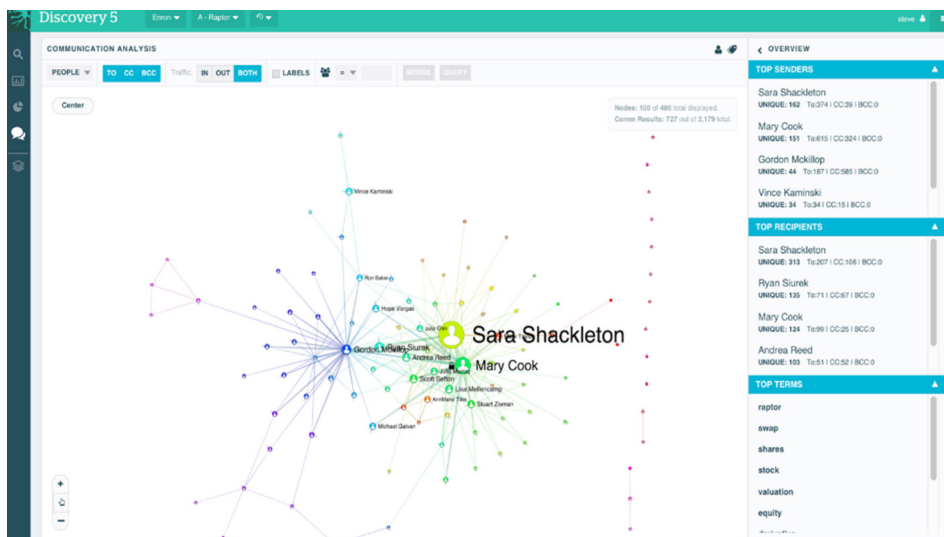 Discovery 5
Enron
A - Raptor
steve
COMMUNICATION ANALYSIS
OVERVIEW
PEOPLE
TO CC BCC
Traffic: IN OUT BOTH
LABELS
=
MERGE
QUERY
Center
Nodes: 100 of 486 total displayed.
Comm Results: 727 out of 2,179 total.
Vince Kaminski
Ron Baker
Hope Vargas
Sara Shackleton
Gordon Mckillop
Ryan Siurek
Andrea Reed
Mary Cook
Scott Sefton
Lisa Mellencamp
AnnMarie Tiller
Stuart Zisman
Michael Galvan
TOP SENDERS
Sara Shackleton
UNIQUE: 162 To:374 I CC:39 I BCC:0
Mary Cook
UNIQUE: 151 To:615 I CC:324 I BCC:0
Gordon Mckillop
UNIQUE: 44 To:187 I CC:585 I BCC:0
Vince Kaminski
UNIQUE: 34 To:34 I CC:15 I BCC:0
TOP RECIPIENTS
Sara Shackleton
UNIQUE: 313 To:207 I CC:106 I BCC:0
Ryan Siurek
UNIQUE: 135 To:71 I CC:67 I BCC:0
Mary Cook
UNIQUE: 124 To:99 I CC:25 I BCC:0
Andrea Reed
UNIQUE: 103 To:51 I CC:52 I BCC:0
TOP TERMS
raptor
swap
shares
stock
valuation
equity